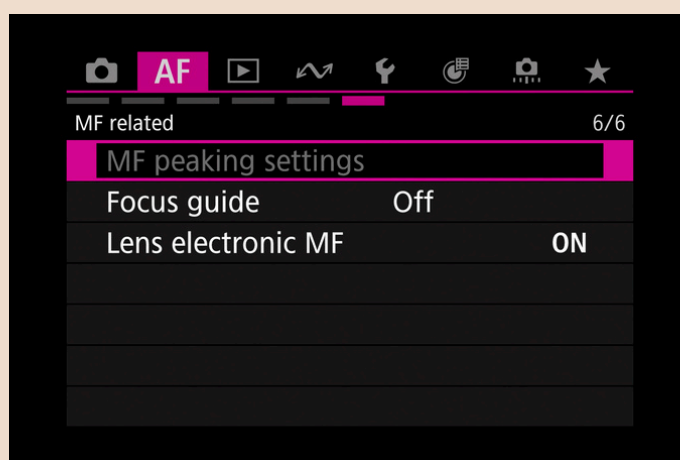 AF
MF related 6/6
MF peaking settings
Focus guide Off
Lens electronic MF ON